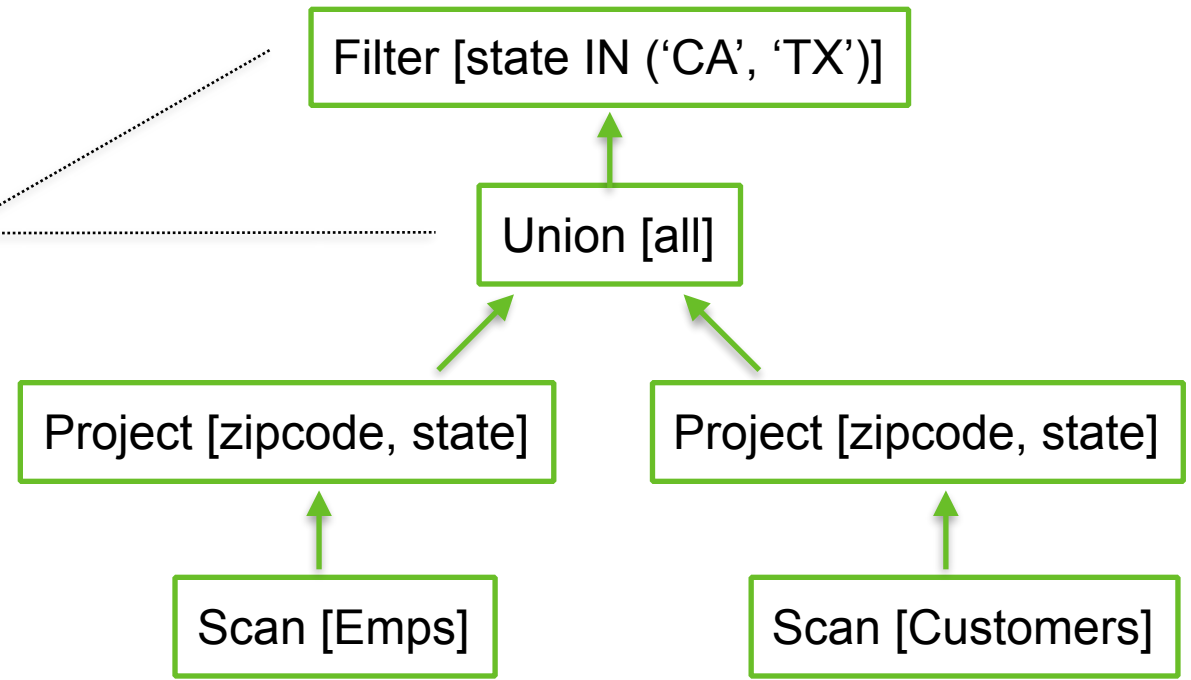 Filter [state IN (‘CA’, ‘TX’)]
Union [all]
Project [zipcode, state]
Project [zipcode, state]
Scan [Emps]
Scan [Customers]